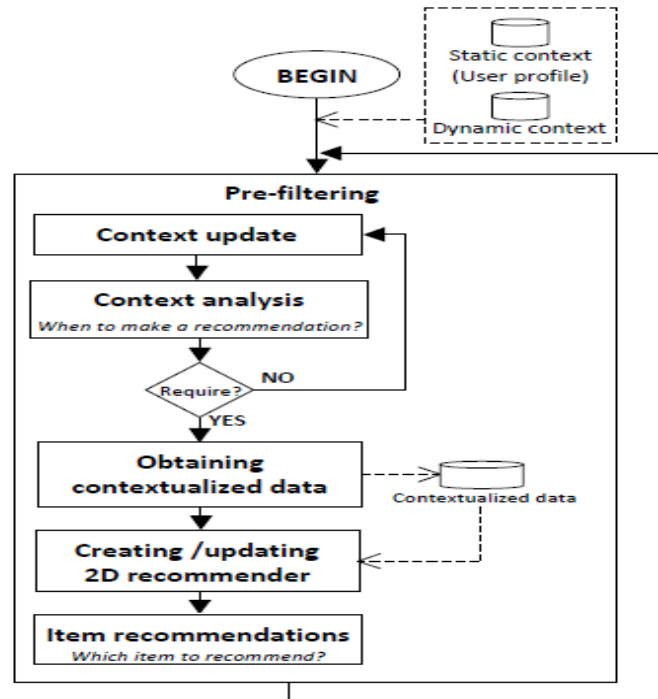 BEGIN
Static context
(User profile)
Dynamic context
Pre-filtering
Context update
Context analysis
When to make a recommendation?
Require?
NO
YES
Obtaining
contextualized data
Contextualized data
Creating /updating
2D recommender
Item recommendations
Which item to recommend?